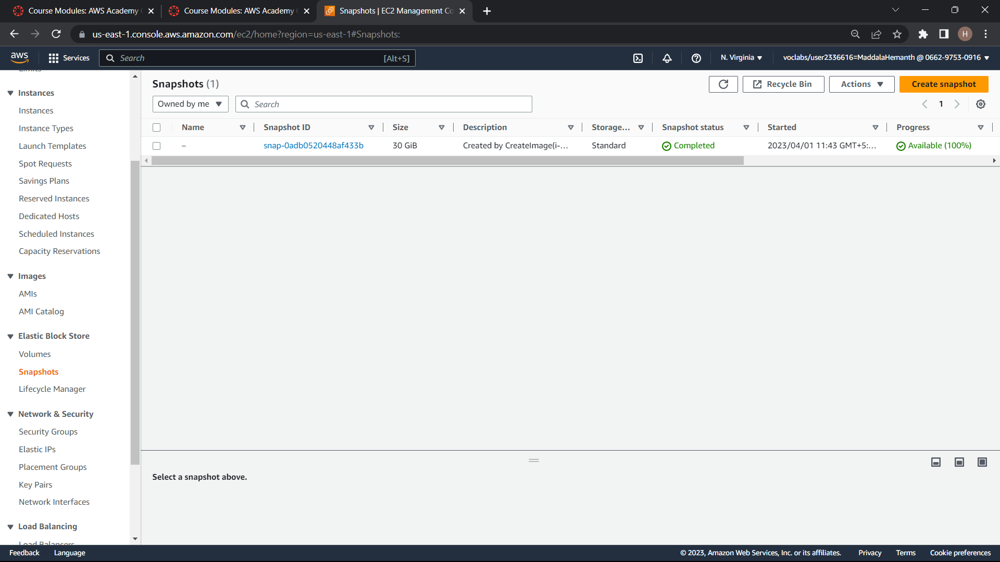 Course Modules: AWS Academy
Course Modules: AWS Academy
Snapshots | EC2 Management Co
us-east-1.console.aws.amazon.com/ec2/home?region=us-east-1#Snapshots:
H
aws
Services
Search
[Alt+S]
N. Virginia
voclabs/user2336616=MaddalaHemanth @ 0662-9753-0916
Limits
Instances
Instances
Instance Types
Launch Templates
Spot Requests
Savings Plans
Reserved Instances
Dedicated Hosts
Scheduled Instances
Capacity Reservations
Images
AMIs
AMI Catalog
Elastic Block Store
Volumes
Snapshots
Lifecycle Manager
Network & Security
Security Groups
Elastic IPs
Placement Groups
Key Pairs
Network Interfaces
Load Balancing
Load Balancers
Snapshots (1)
Recycle Bin
Actions
Create snapshot
Owned by me
Search
1
Name Snapshot ID Size Description Storage... Snapshot status Started Progress
– snap-0adb0520448af433b 30 GiB Created by CreateImage(i-... Standard Completed 2023/04/01 11:43 GMT+5:... Available (100%)
Select a snapshot above.
Feedback
Language
© 2023, Amazon Web Services, Inc. or its affiliates.
Privacy
Terms
Cookie preferences